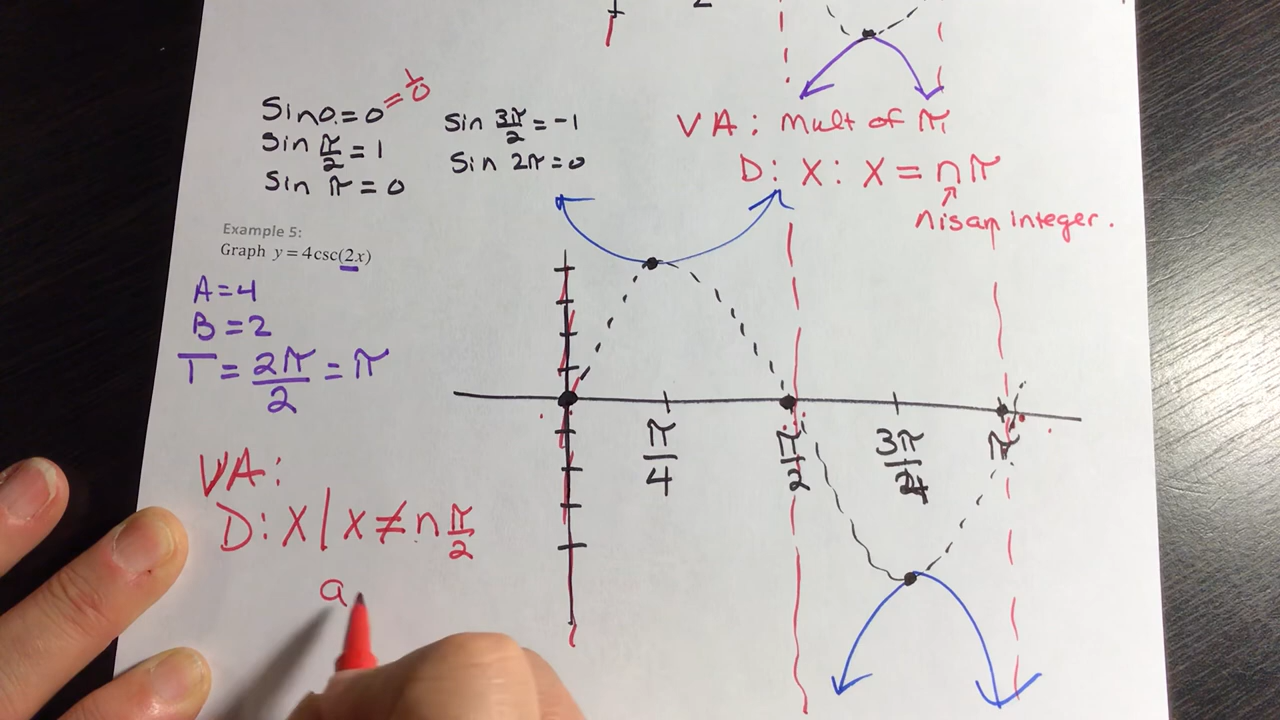 Sin 0 = 0 = 1/0
Sin π/2 = 1
Sin π = 0
Sin 3π/2 = -1
Sin 2π = 0
VA: Mult of π
D: X: X = nπ
n is an integer.
Example 5:
Graph y = 4csc(2x)
A = 4
B = 2
T = 2π/2 = π
VA:
D: X | X ≠ n π/2
a
π/4
π/2
3π/4
π